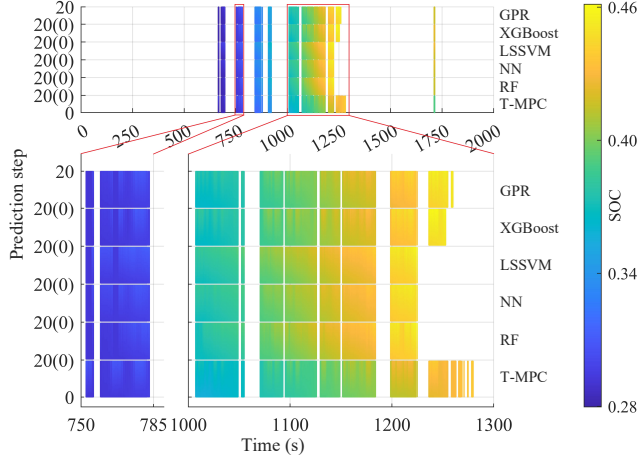 20
20(0)
20(0)
20(0)
20(0)
20(0)
0
GPR
XGBoost
LSSVM
NN
RF
T-MPC
0 250 500 750 1000 1250 1500 1750 2000
Prediction step
20
20(0)
20(0)
20(0)
20(0)
20(0)
0
GPR
XGBoost
LSSVM
NN
RF
T-MPC
750 785 1000 1100 1200 1300
Time (s)
0.46
0.40
0.34
0.28
SOC